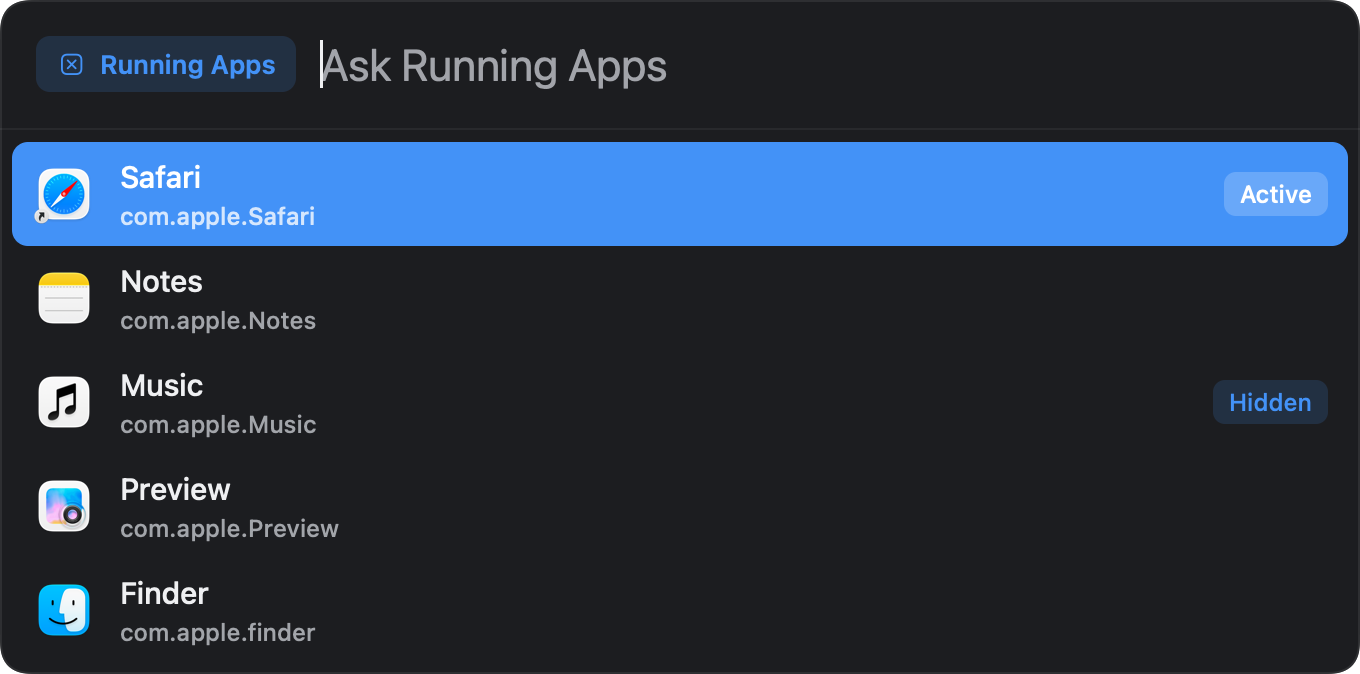 Running Apps
Ask Running Apps
Safari
com.apple.Safari
Active
Notes
com.apple.Notes
Music
com.apple.Music
Hidden
Preview
com.apple.Preview
Finder
com.apple.finder